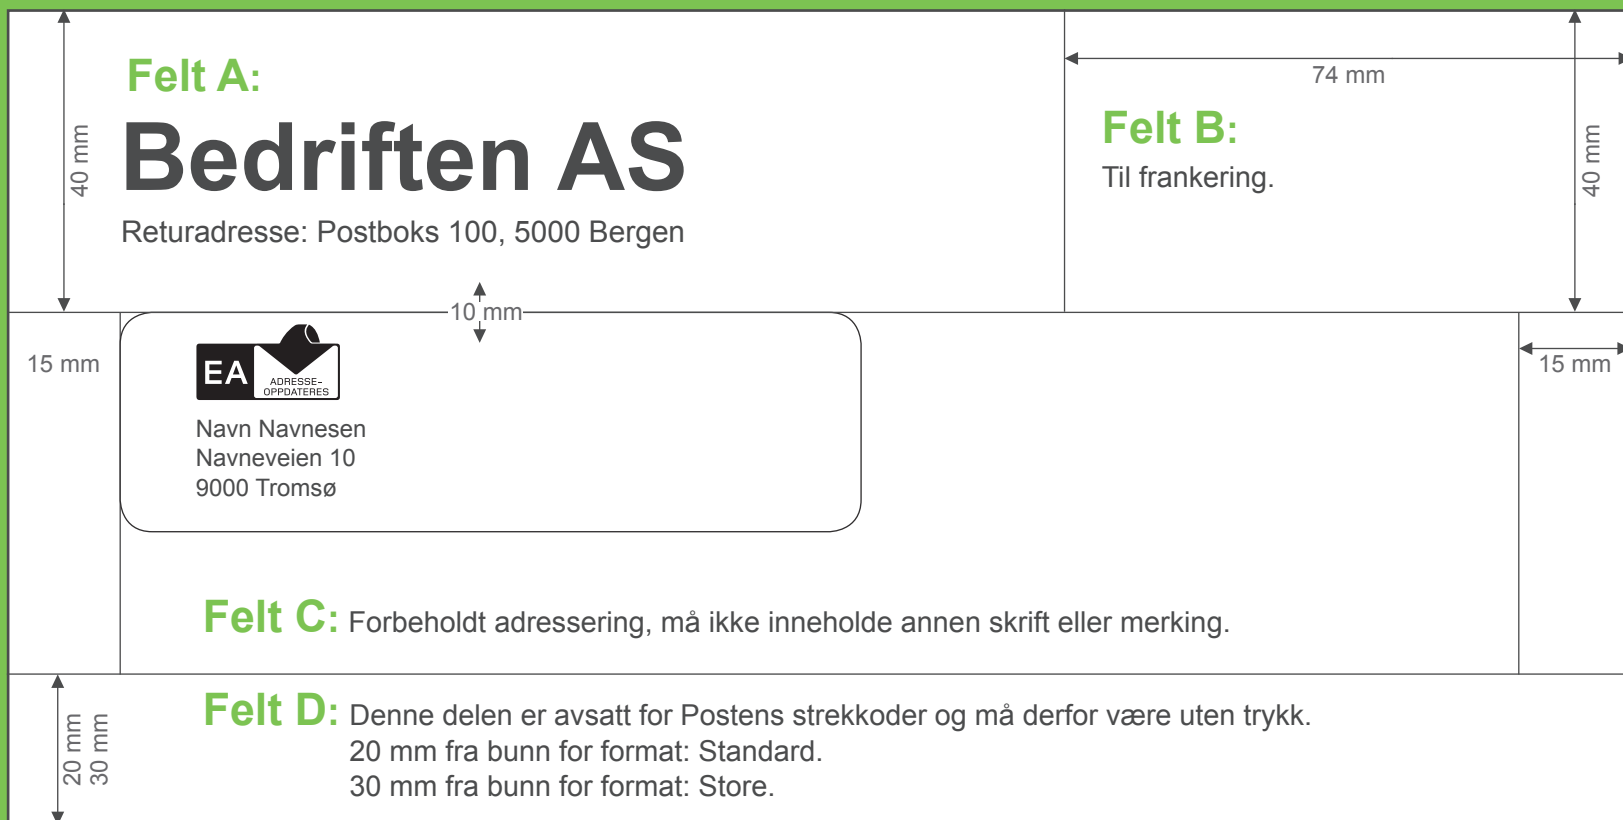 Felt A:
Bedriften AS
Returadresse: Postboks 100, 5000 Bergen
40 mm
74 mm
Felt B:
Til frankering.
40 mm
10 mm
15 mm
EA
ADRESSE-
OPPDATERES
Navn Navnesen
Navneveien 10
9000 Tromsø
15 mm
Felt C: Forbeholdt adressering, må ikke inneholde annen skrift eller merking.
Felt D: Denne delen er avsatt for Postens strekkoder og må derfor være uten trykk.
20 mm fra bunn for format: Standard.
30 mm fra bunn for format: Store.
20 mm
30 mm